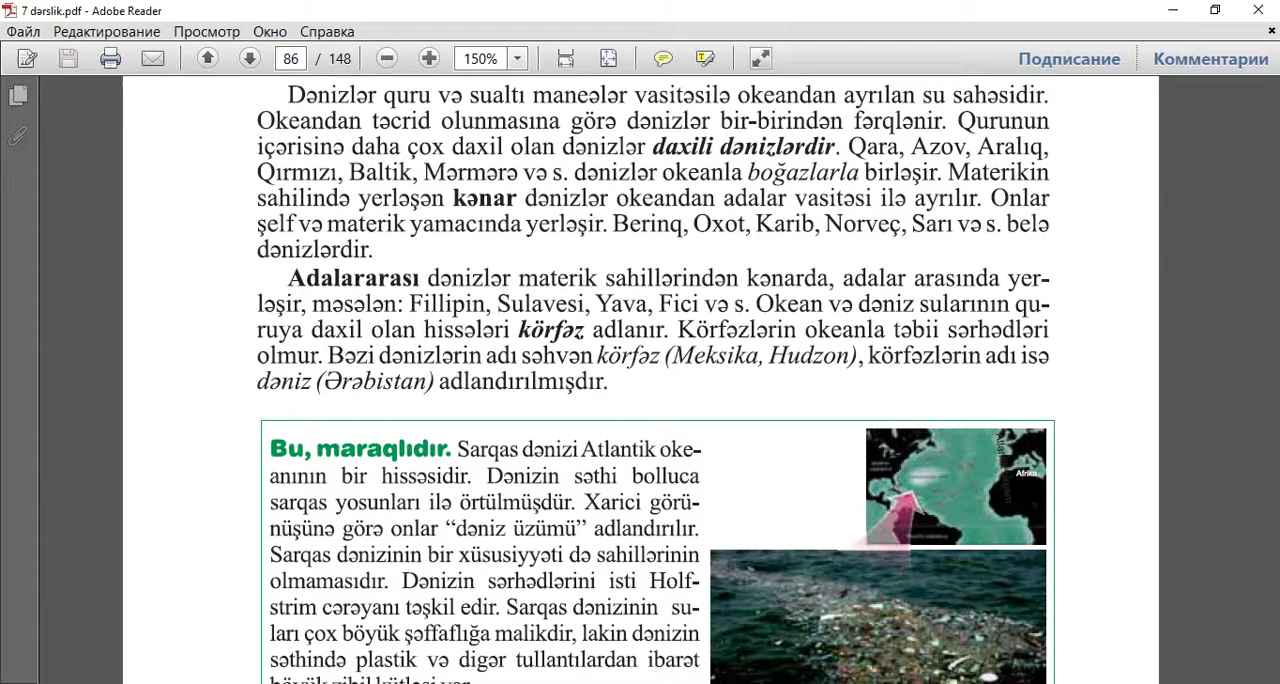 7 dərslik.pdf - Adobe Reader
Файл Редактирование Просмотр Окно Справка
86 / 148 150% Подписание Комментарии
Dənizlər quru və sualtı maneələr vasitəsilə okeandan ayrılan su sahəsidir.
Okeandan təcrid olunmasına görə dənizlər bir-birindən fərqlənir. Qurunun
içərisinə daha çox daxil olan dənizlər daxili dənizlərdir. Qara, Azov, Aralıq,
Qırmızı, Baltik, Mərmərə və s. dənizlər okeanla boğazlarla birləşir. Materikin
sahilində yerləşən kənar dənizlər okeandan adalar vasitəsi ilə ayrılır. Onlar
şelf və materik yamacında yerləşir. Berinq, Oxot, Karib, Norveç, Sarı və s. belə
dənizlərdir.
Adalararası dənizlər materik sahillərindən kənarda, adalar arasında yer-
ləşir, məsələn: Fillipin, Sulavesi, Yava, Fici və s. Okean və dəniz sularının qu-
ruya daxil olan hissələri körfəz adlanır. Körfəzlərin okeanla təbii sərhədləri
olmur. Bəzi dənizlərin adı səhvən körfəz (Meksika, Hudzon), körfəzlərin adı isə
dəniz (Ərəbistan) adlandırılmışdır.
Bu, maraqlıdır. Sarqas dənizi Atlantik oke-
anının bir hissəsidir. Dənizin səthi bolluca
sarqas yosunları ilə örtülmüşdür. Xarici görü-
nüşünə görə onlar “dəniz üzümü” adlandırılır.
Sarqas dənizinin bir xüsusiyyəti də sahillərinin
olmamasıdır. Dənizin sərhədlərini isti Holf-
strim cərəyanı təşkil edir. Sarqas dənizinin su-
ları çox böyük şəffaflığa malikdir, lakin dənizin
səthində plastik və digər tullantılardan ibarət
böyük zibil kütləsi var.
Afrika